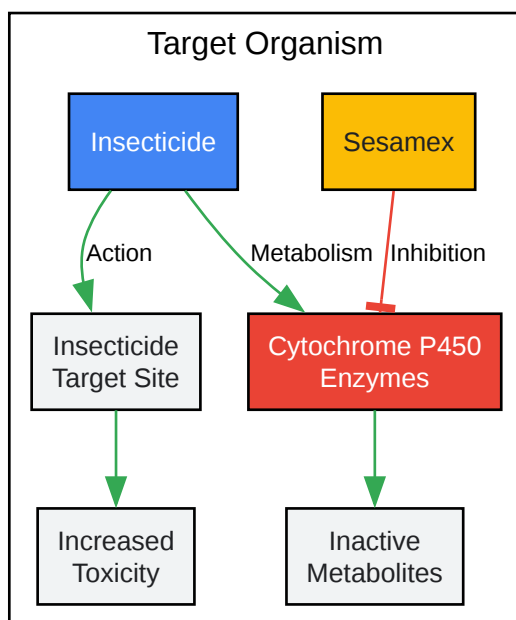 Target Organism
Insecticide
Sesamex
Action
Metabolism
Inhibition
Insecticide
Target Site
Cytochrome P450
Enzymes
Increased
Toxicity
Inactive
Metabolites